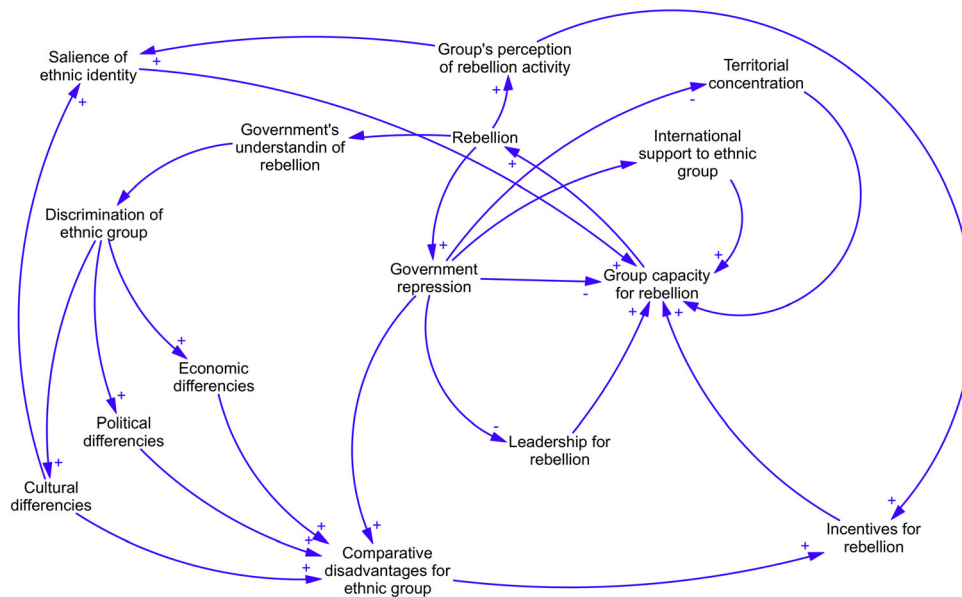 Salience of
ethnic identity
+
+
Group's perception
of rebellion activity
+
Territorial
concentration
-
Government's
understandin of
rebellion
Rebellion
+
International
support to ethnic
group
Discrimination of
ethnic group
+
Government
repression
-
+
+
Group capacity
for rebellion
+
+
+
Economic
differencies
+
Political
differencies
-
Leadership for
rebellion
+
Cultural
differencies
+
Incentives for
rebellion
+
+
+
+
+
Comparative
disadvantages for
ethnic group
+